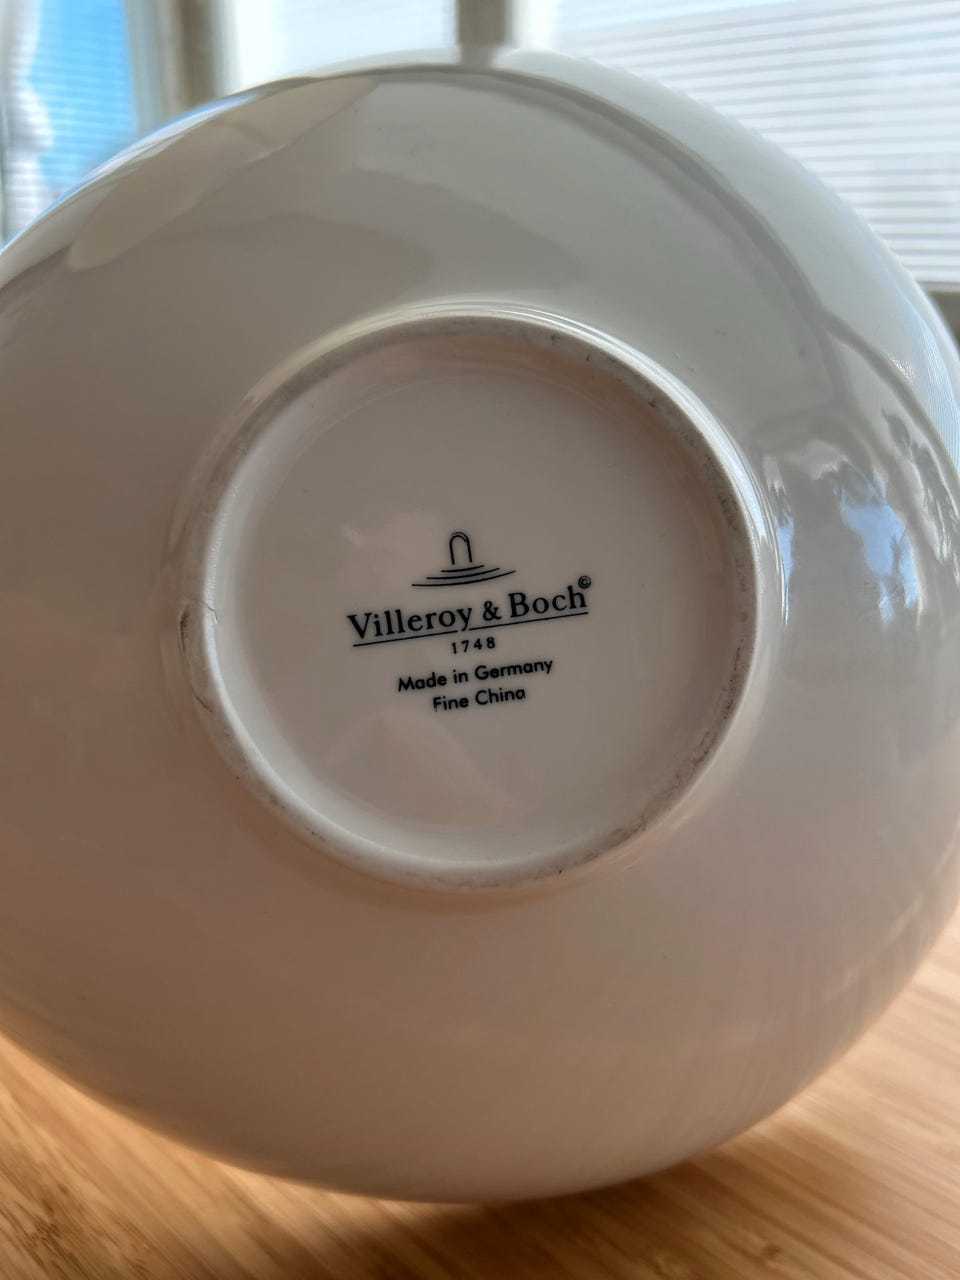 Villeroy & Boch©
1748
Made in Germany
Fine China